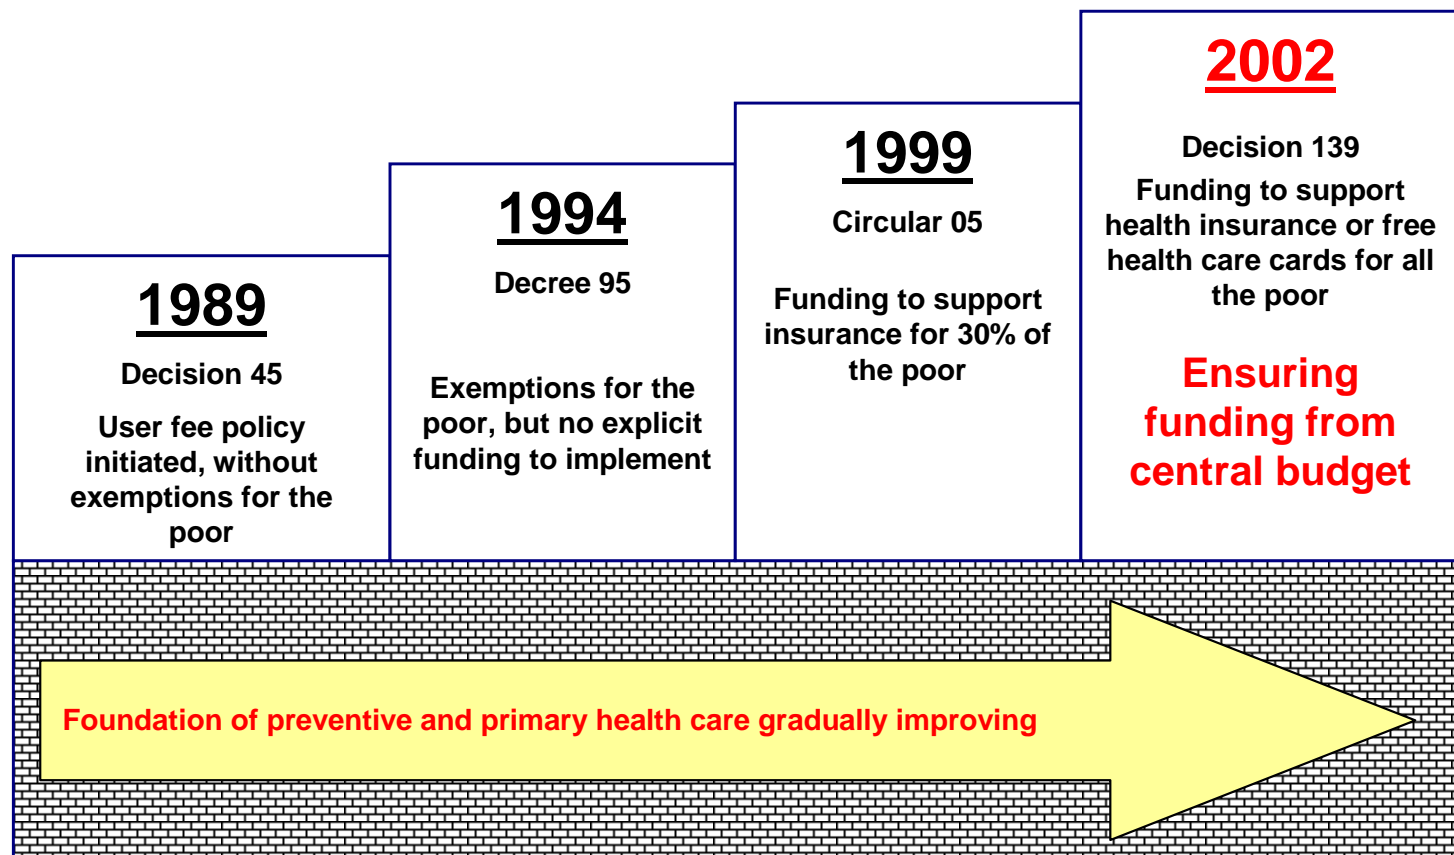 1989
Decision 45
User fee policy
initiated, without
exemptions for the
poor
1994
Decree 95
Exemptions for the
poor, but no explicit
funding to implement
1999
Circular 05
Funding to support
insurance for 30% of
the poor
2002
Decision 139
Funding to support
health insurance or free
health care cards for all
the poor
Ensuring
funding from
central budget
Foundation of preventive and primary health care gradually improving